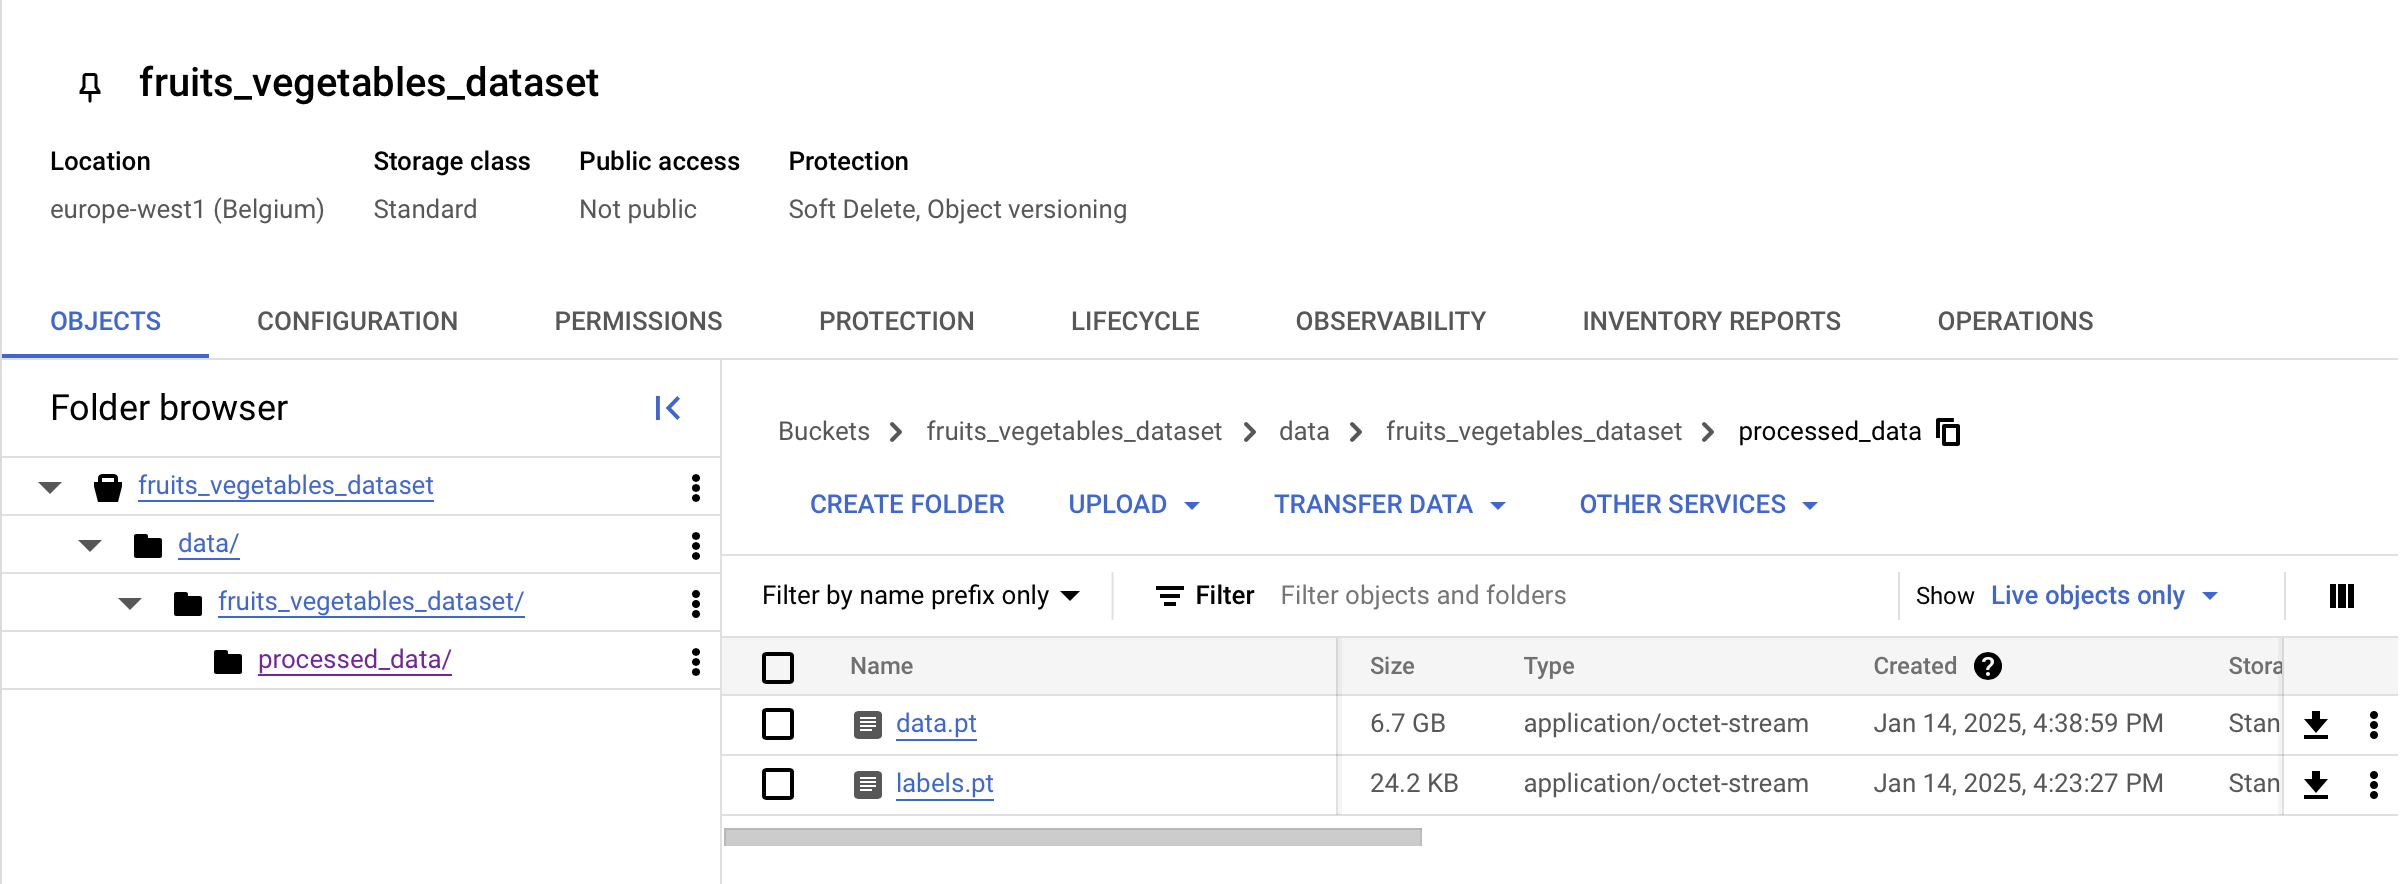 fruits_vegetables_dataset
Location Storage class Public access Protection
europe-west1 (Belgium) Standard Not public Soft Delete, Object versioning
OBJECTS CONFIGURATION PERMISSIONS PROTECTION LIFECYCLE OBSERVABILITY INVENTORY REPORTS OPERATIONS
Folder browser
fruits_vegetables_dataset
data/
fruits_vegetables_dataset/
processed_data/
Buckets > fruits_vegetables_dataset > data > fruits_vegetables_dataset > processed_data
CREATE FOLDER UPLOAD TRANSFER DATA OTHER SERVICES
Filter by name prefix only Filter Filter objects and folders Show Live objects only
Name Size Type Created ? Stora
data.pt 6.7 GB application/octet-stream Jan 14, 2025, 4:38:59 PM Stan
labels.pt 24.2 KB application/octet-stream Jan 14, 2025, 4:23:27 PM Stan